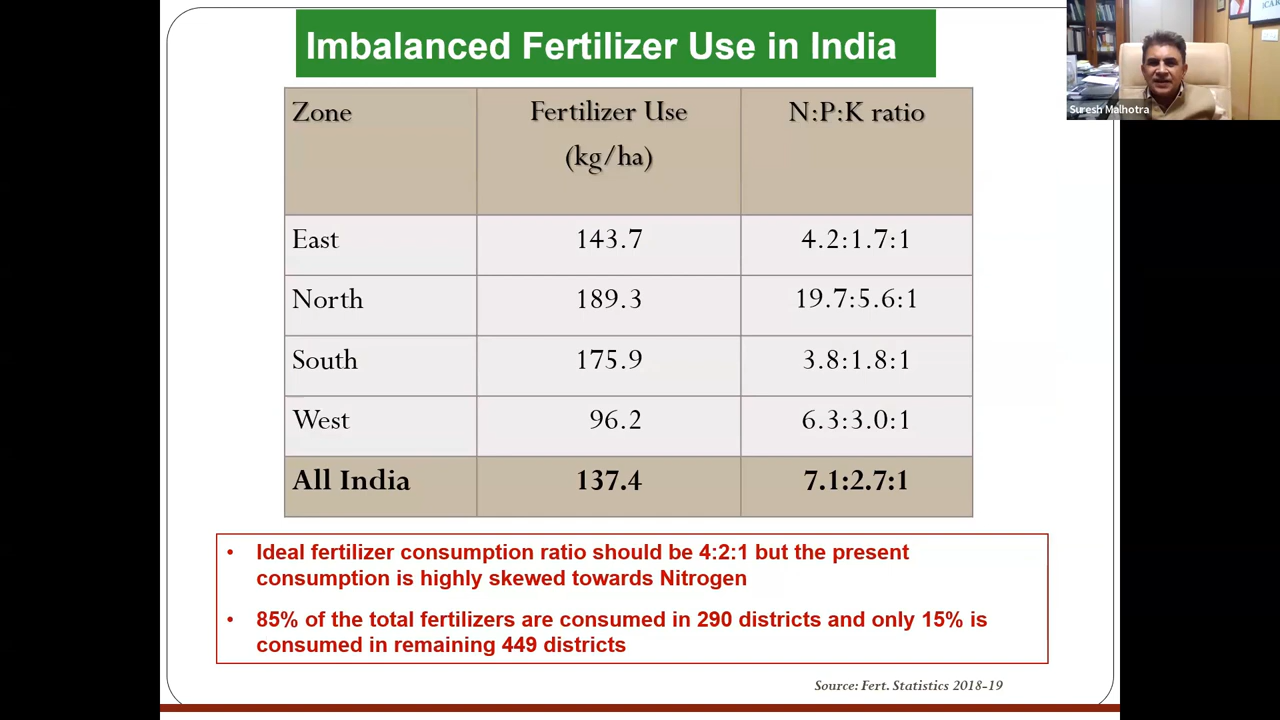 Imbalanced Fertilizer Use in India
Zone Fertilizer Use N:P:K ratio
(kg/ha)
East 143.7 4.2:1.7:1
North 189.3 19.7:5.6:1
South 175.9 3.8:1.8:1
West 96.2 6.3:3.0:1
All India 137.4 7.1:2.7:1
• Ideal fertilizer consumption ratio should be 4:2:1 but the present
consumption is highly skewed towards Nitrogen
• 85% of the total fertilizers are consumed in 290 districts and only 15% is
consumed in remaining 449 districts
Source: Fert. Statistics 2018-19
Suresh Malhotra